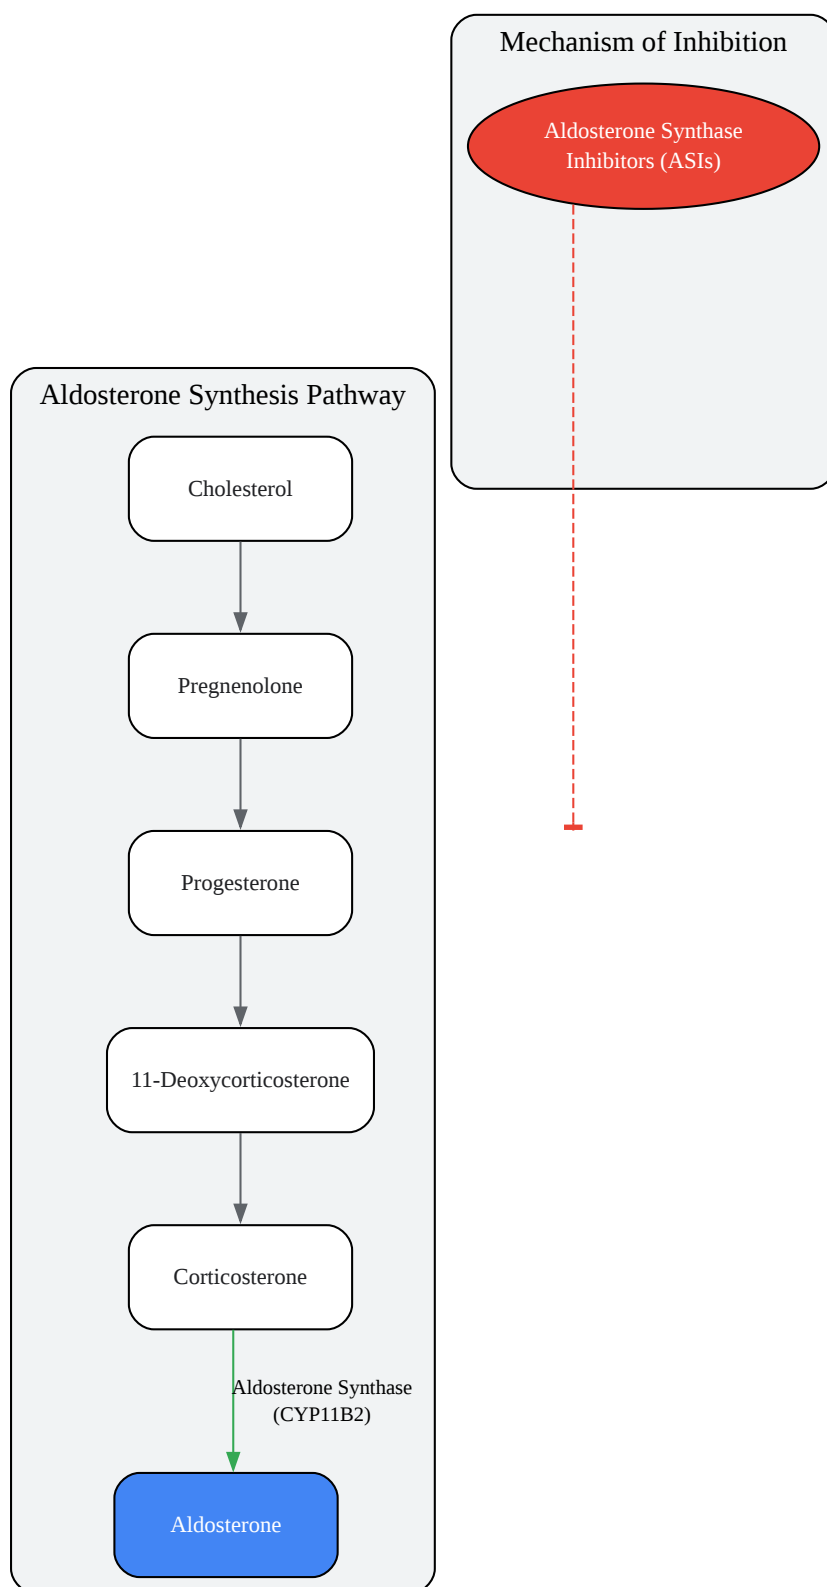 Mechanism of Inhibition
Aldosterone Synthase
Inhibitors (ASIs)
Aldosterone Synthesis Pathway
Cholesterol
Pregnenolone
Progesterone
11-Deoxycorticosterone
Corticosterone
Aldosterone Synthase
(CYP11B2)
Aldosterone